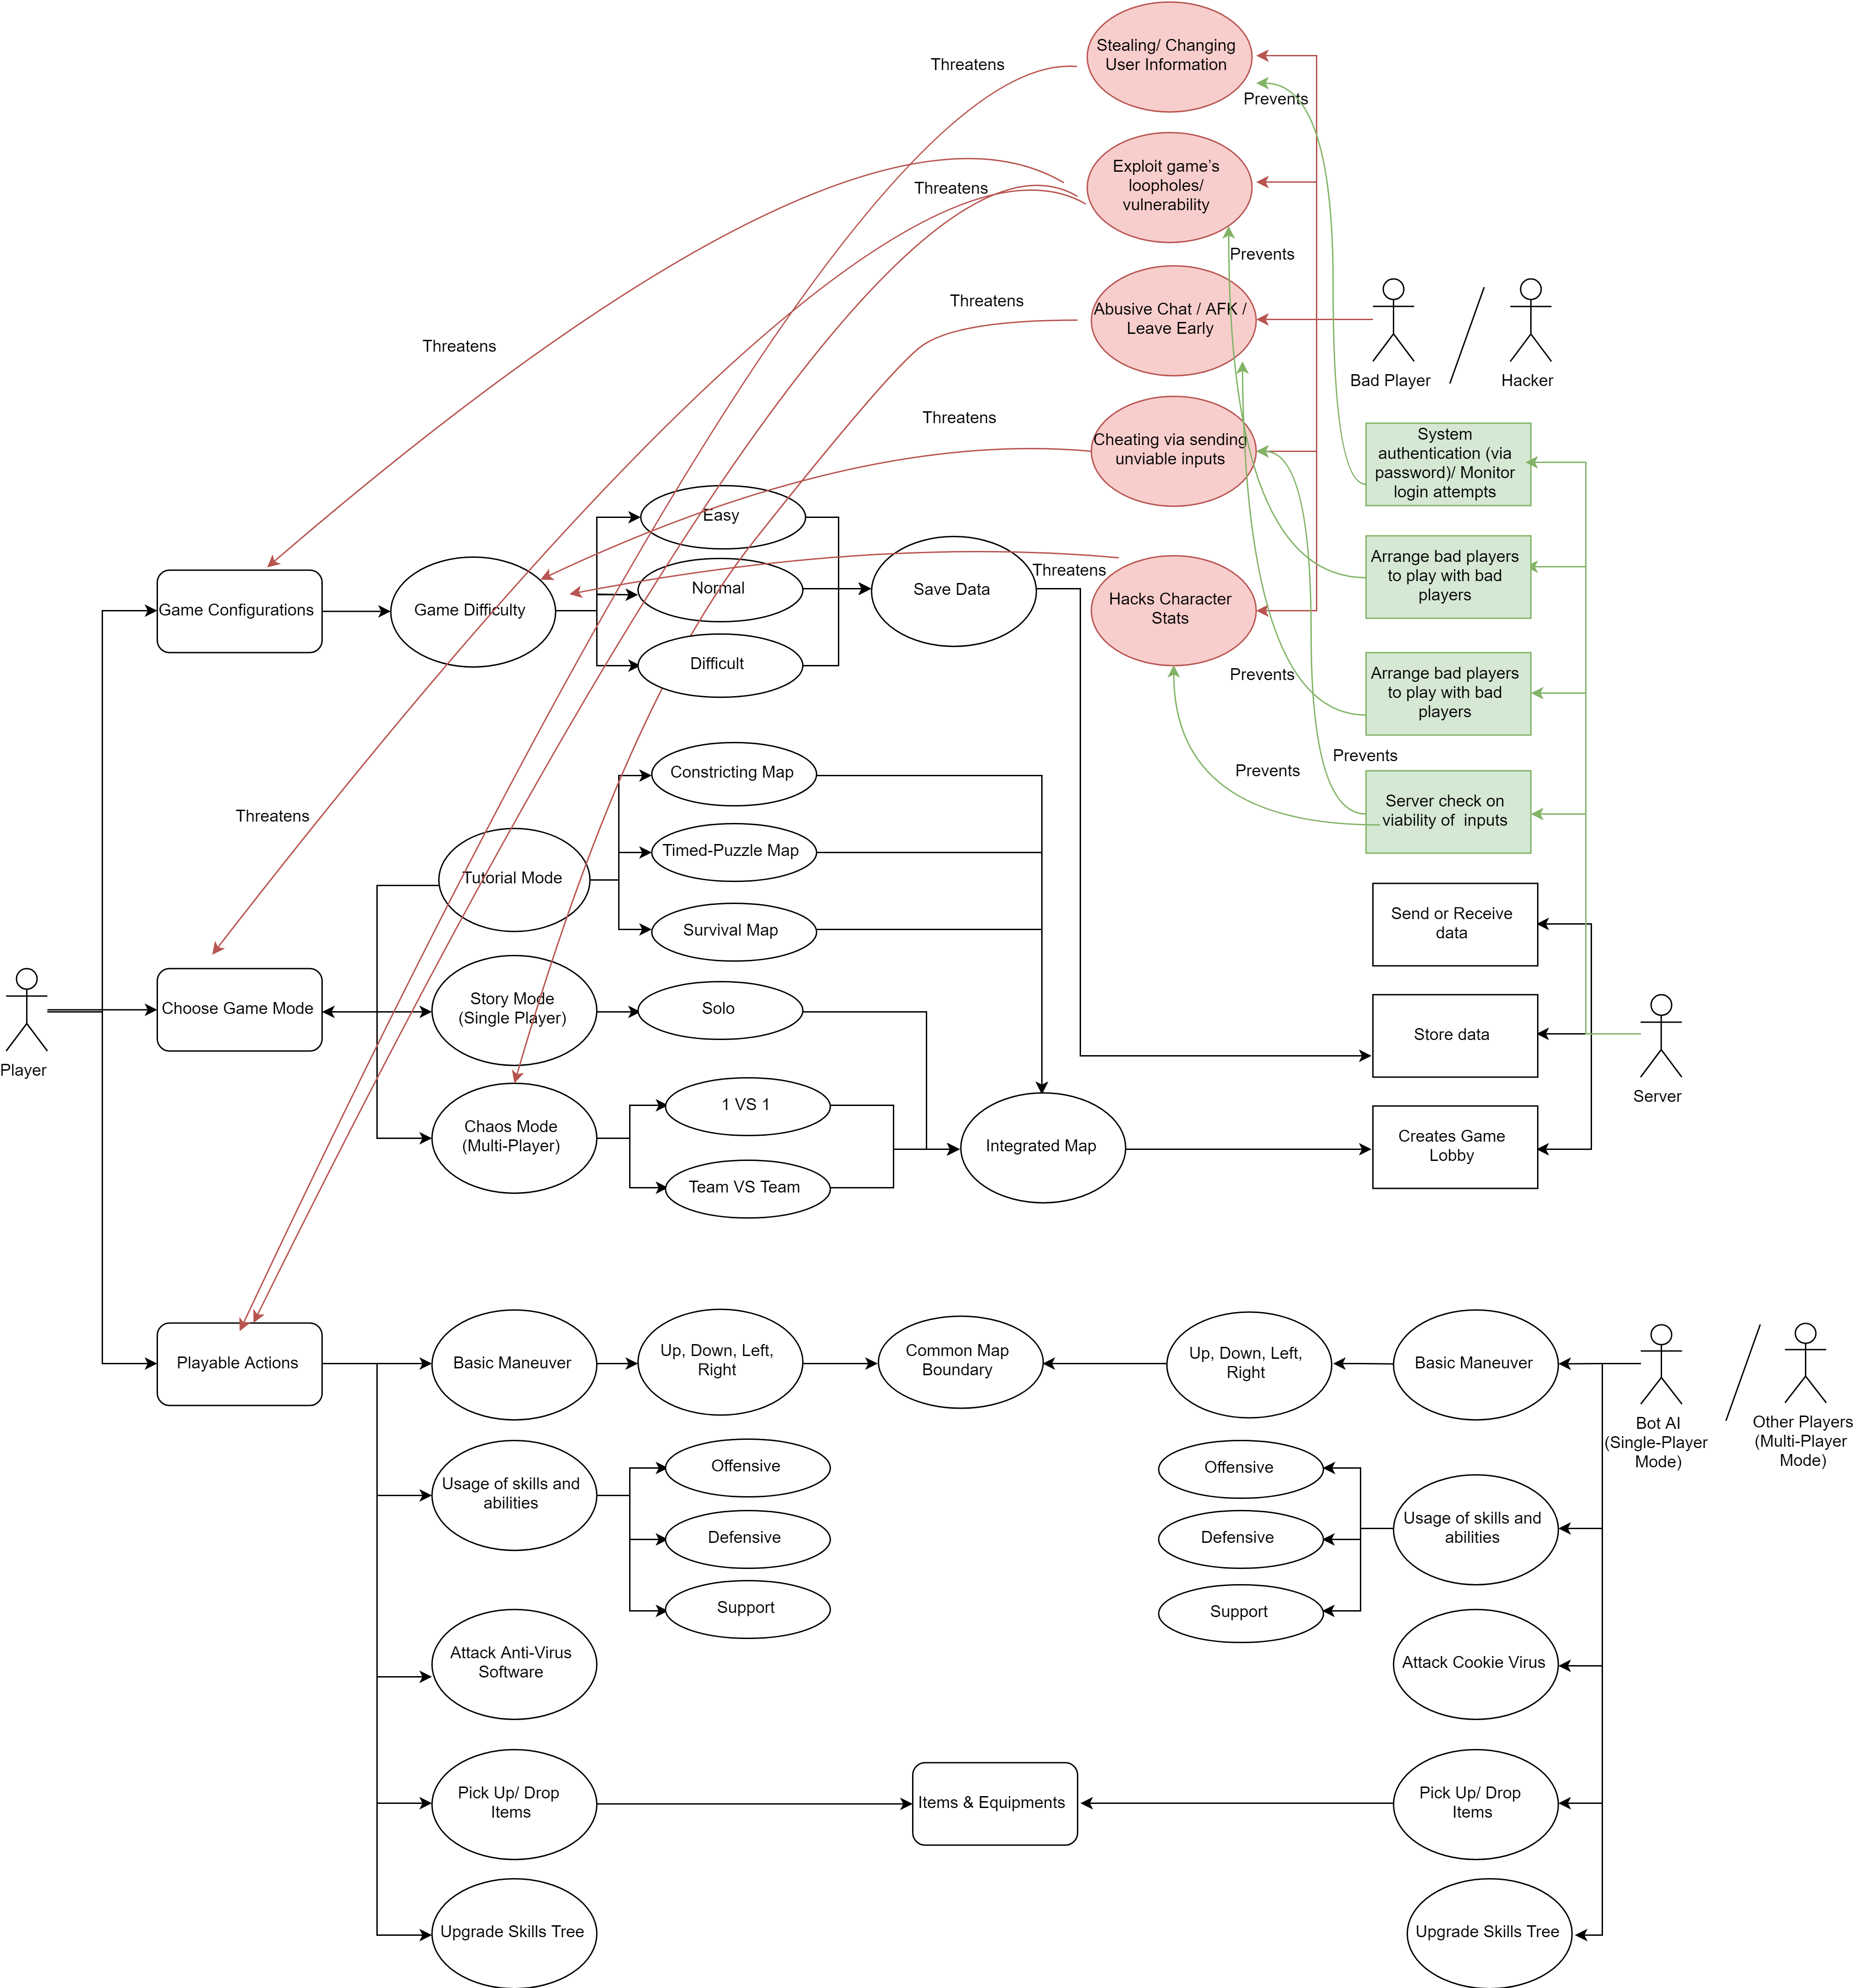 Stealing/ Changing
User Information
Threatens
Prevents
Exploit game's
loopholes/
vulnerability
Threatens
Prevents
Abusive Chat / AFK /
Leave Early
Threatens
Threatens
Bad Player
Hacker
Threatens
Cheating via sending
unviable inputs
System
authentication (via
password)/ Monitor
login attempts
Easy
Normal
Difficult
Game Configurations
Game Difficulty
Save Data
Threatens
Hacks Character
Stats
Arrange bad players
to play with bad
players
Prevents
Arrange bad players
to play with bad
players
Prevents
Prevents
Server check on
viability of  inputs
Threatens
Constricting Map
Timed-Puzzle Map
Survival Map
Tutorial Mode
Send or Receive
data
Player
Choose Game Mode
Story Mode
(Single Player)
Solo
Store data
Server
Chaos Mode
(Multi-Player)
1 VS 1
Team VS Team
Integrated Map
Creates Game
Lobby
Playable Actions
Basic Maneuver
Up, Down, Left,
Right
Common Map
Boundary
Up, Down, Left,
Right
Basic Maneuver
Bot AI
(Single-Player
Mode)
Other Players
(Multi-Player
Mode)
Usage of skills and
abilities
Offensive
Defensive
Support
Offensive
Defensive
Support
Usage of skills and
abilities
Attack Anti-Virus
Software
Attack Cookie Virus
Pick Up/ Drop
Items
Items & Equipments
Pick Up/ Drop
Items
Upgrade Skills Tree
Upgrade Skills Tree